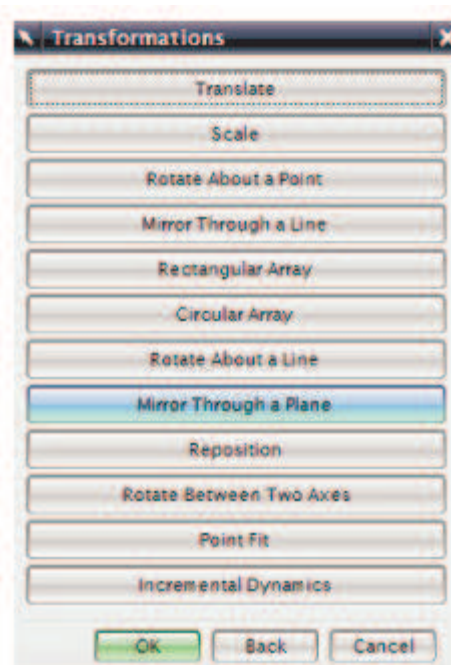 Transformations
Translate
Scale
Rotate About a Point
Mirror Through a Line
Rectangular Array
Circular Array
Rotate About a Line
Mirror Through a Plane
Reposition
Rotate Between Two Axes
Point Fit
Incremental Dynamics
OK Back Cancel